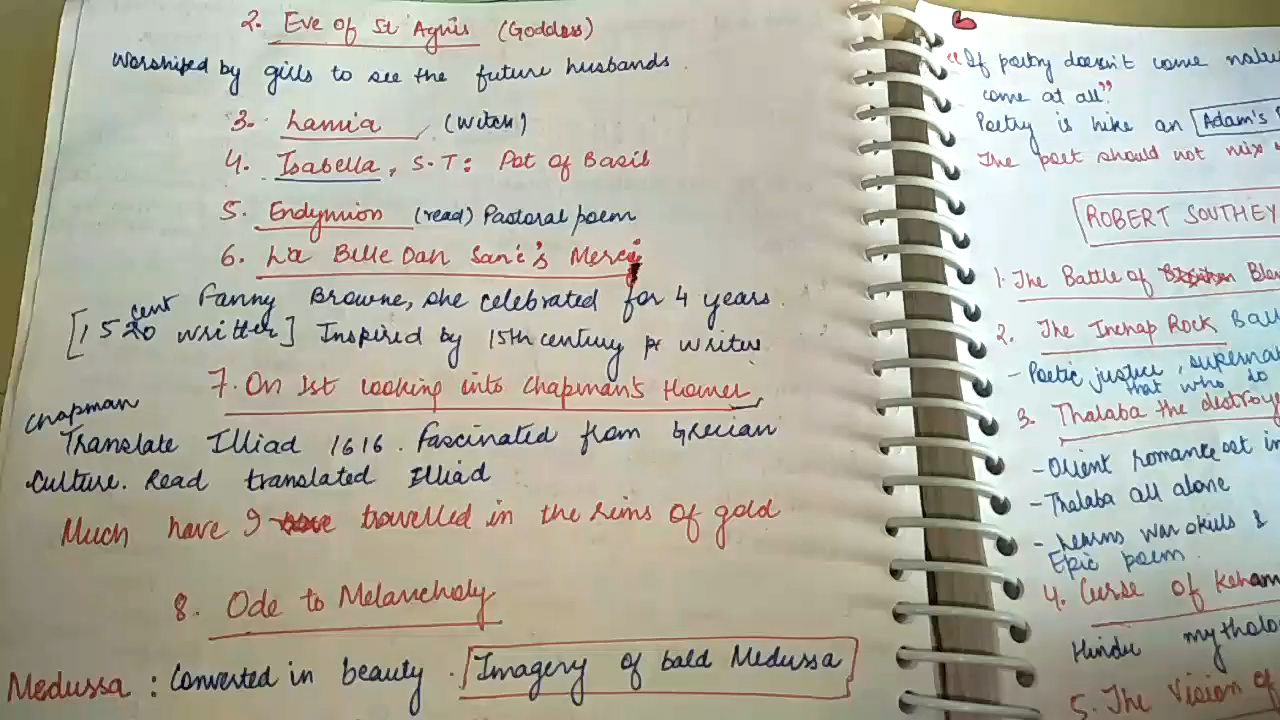 2. Eve of St Agnis (Goddess)
Worshiped by girls to see the future husbands.
3. Lamia (witch)
4. Isabella, S.T: Pot of Basil
5. Endymion (read) Pastoral poem
6. La Belle Dan Sane's Merci
Fanny Browne, she celebrated for 4 years.
cent
[1520 writter] Inspired by 15th century writer
7. On 1st looking into Chapman's Homer
Chapman
Translate Illiad 1616. Fascinated from Grecian
culture. Read translated Illiad
Much have I travelled in the reims of gold
8. Ode to Melancholy
Medussa : Converted in beauty. Imagery of bald Medussa
6
"If poetry doesn't come
come at all"
Poetry is like an Adam's
The poet should not mix
ROBERT SOUTHEY
1. The Battle of
2. The Inchap Rock
- Poetic justice,
that who do
3. Thalaba the
- Orient romance set in
- Thalaba all alone
- Learns war skills &
Epic poem.
4. Curse of
Hindu
5. The Vision of